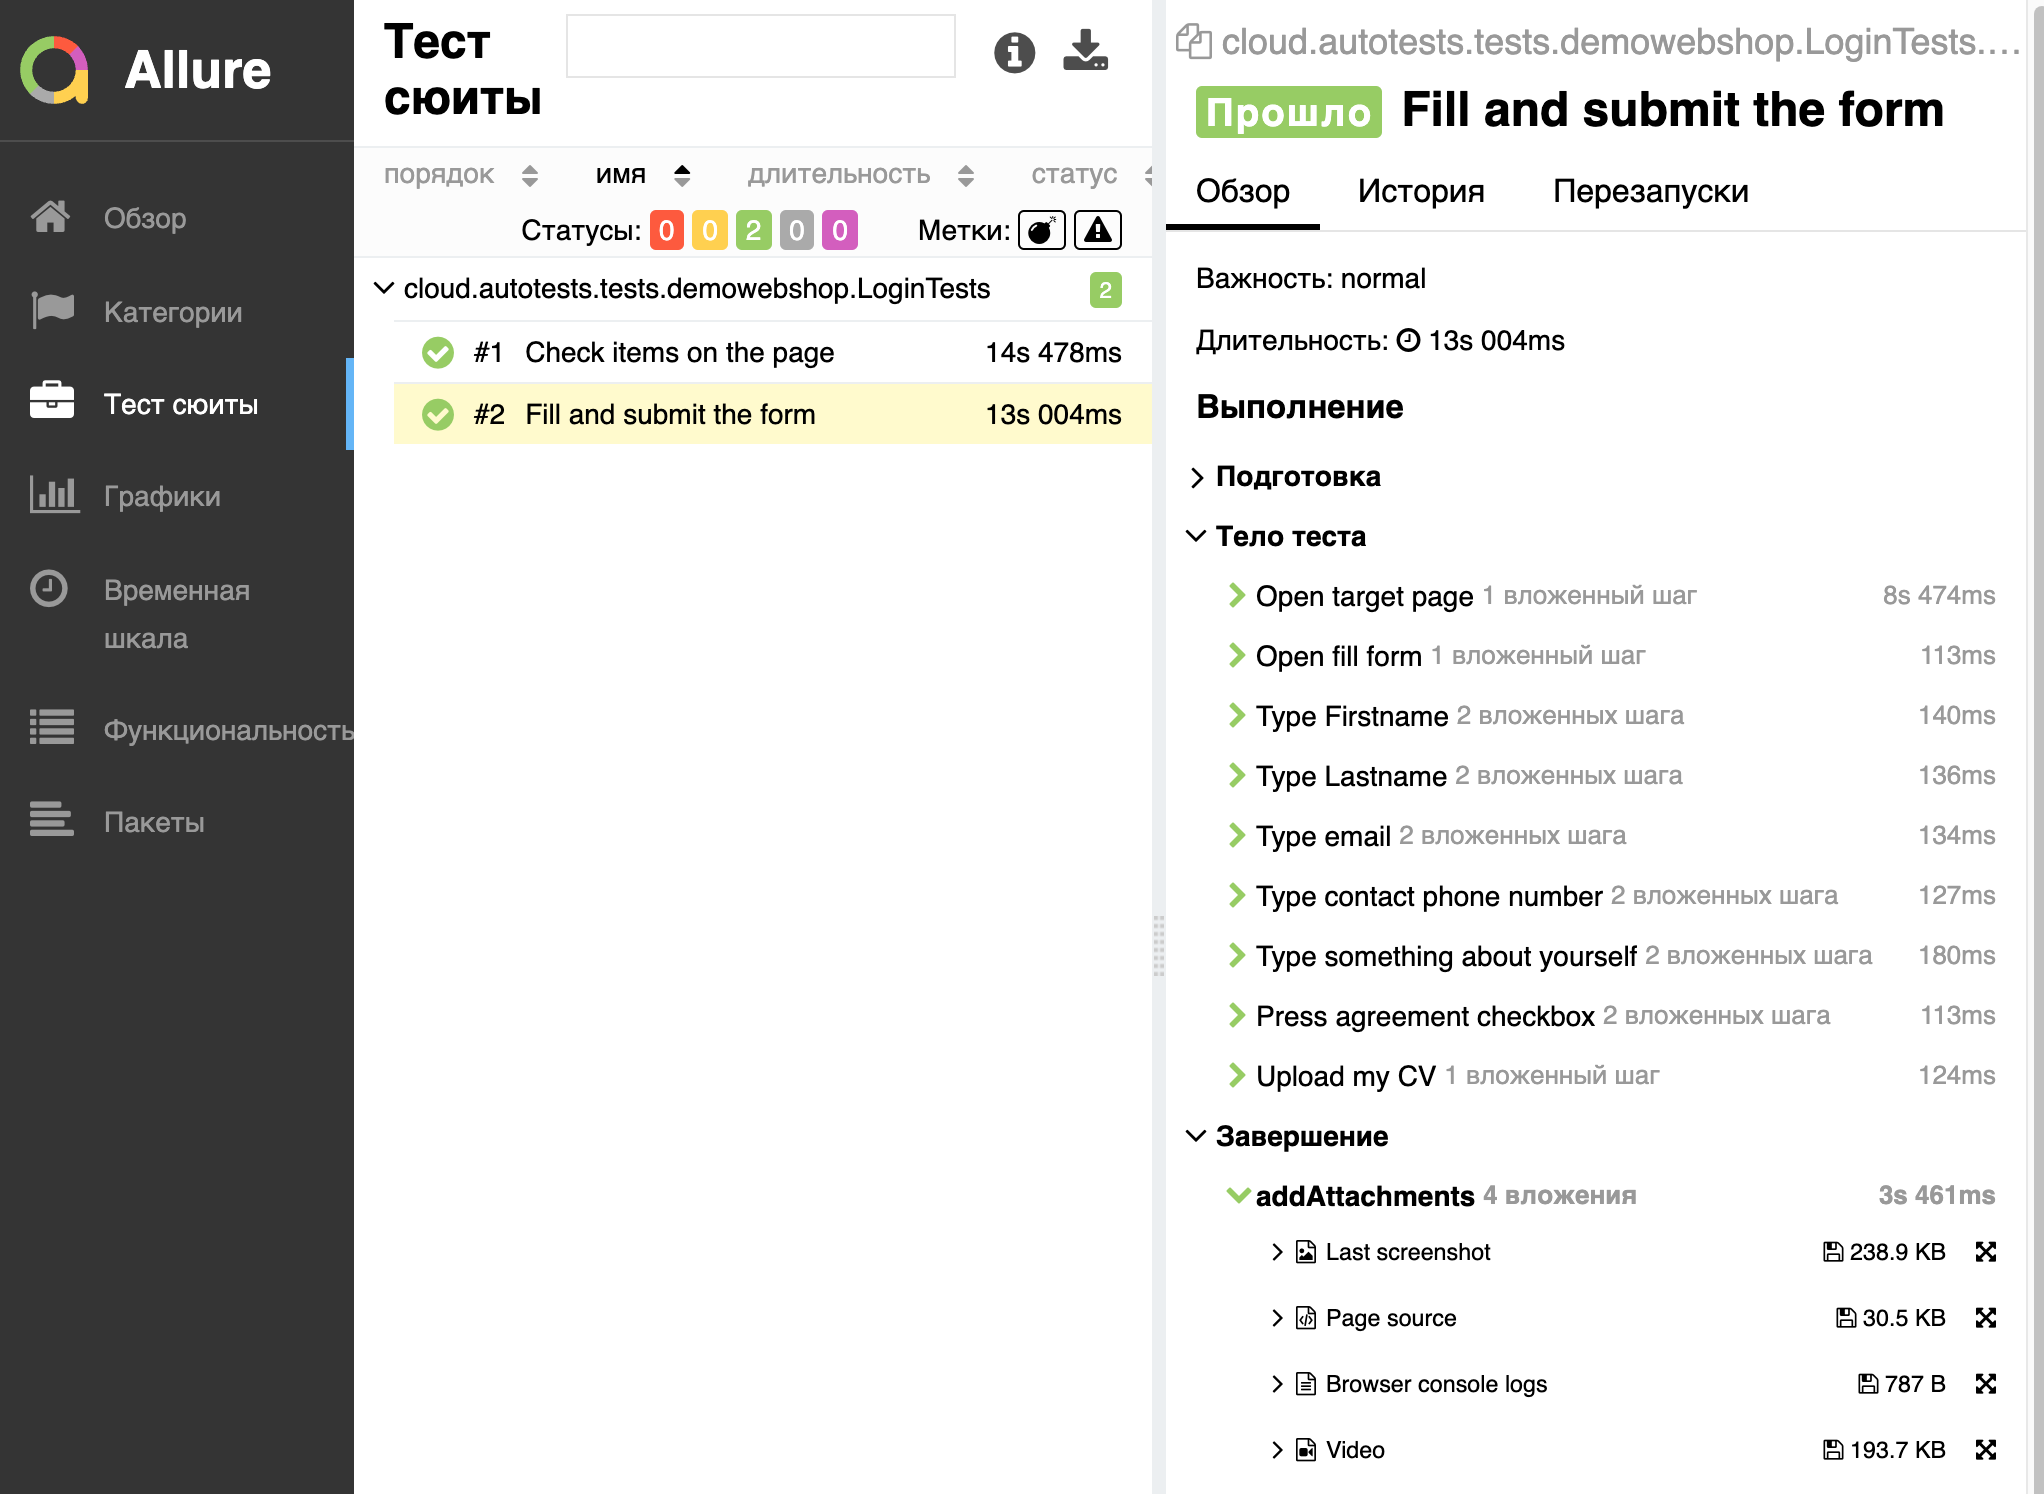 Allure
Обзор
Категории
Тест сюиты
Графики
Временная
шкала
Функциональность
Пакеты
Тест
сюиты
порядок имя длительность статус
Статусы: 0 0 2 0 0 Метки:
cloud.autotests.tests.demowebshop.LoginTests 2
#1 Check items on the page 14s 478ms
#2 Fill and submit the form 13s 004ms
cloud.autotests.tests.demowebshop.LoginTests....
Прошло Fill and submit the form
Обзор История Перезапуски
Важность: normal
Длительность: 13s 004ms
Выполнение
Подготовка
Тело теста
Open target page 1 вложенный шаг 8s 474ms
Open fill form 1 вложенный шаг 113ms
Type Firstname 2 вложенных шага 140ms
Type Lastname 2 вложенных шага 136ms
Type email 2 вложенных шага 134ms
Type contact phone number 2 вложенных шага 127ms
Type something about yourself 2 вложенных шага 180ms
Press agreement checkbox 2 вложенных шага 113ms
Upload my CV 1 вложенный шаг 124ms
Завершение
addAttachments 4 вложения 3s 461ms
Last screenshot 238.9 KB
Page source 30.5 KB
Browser console logs 787 B
Video 193.7 KB